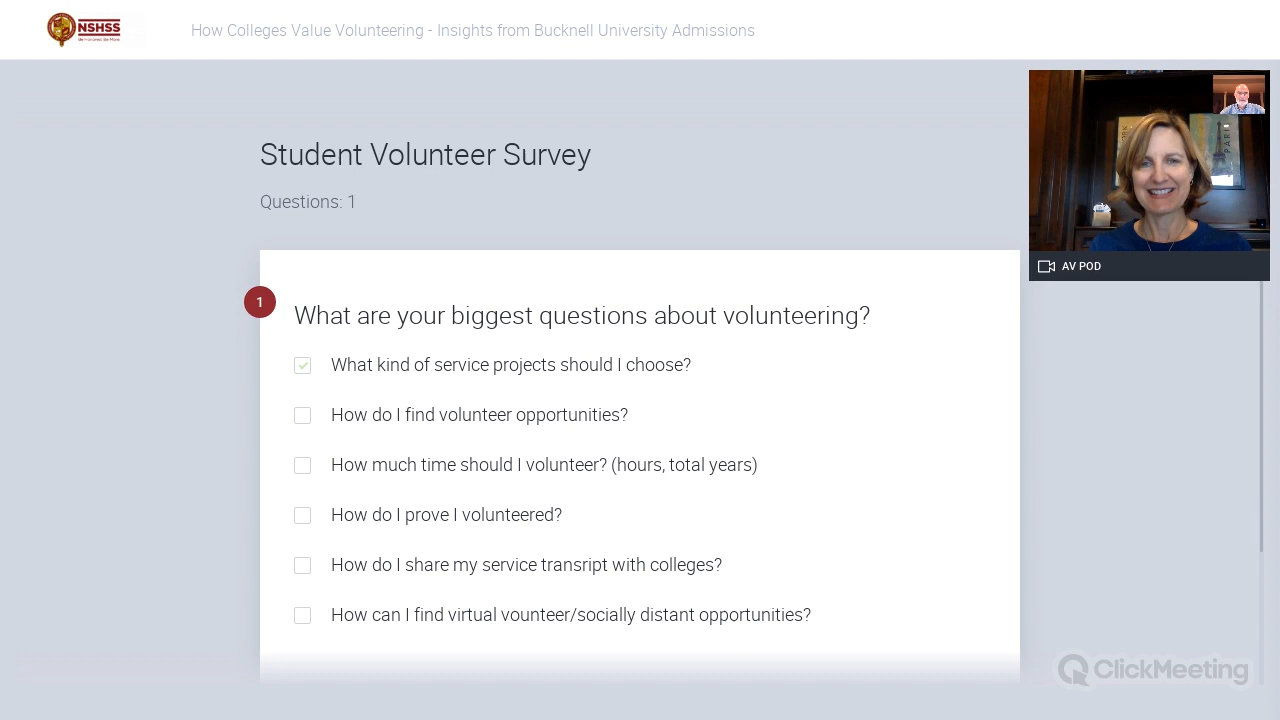 NSHSS
How Colleges Value Volunteering - Insights from Bucknell University Admissions
Student Volunteer Survey
Questions: 1
AV POD
1
What are your biggest questions about volunteering?
What kind of service projects should I choose?
How do I find volunteer opportunities?
How much time should I volunteer? (hours, total years)
How do I prove I volunteered?
How do I share my service transript with colleges?
How can I find virtual vounteer/socially distant opportunities?
ClickMeeting